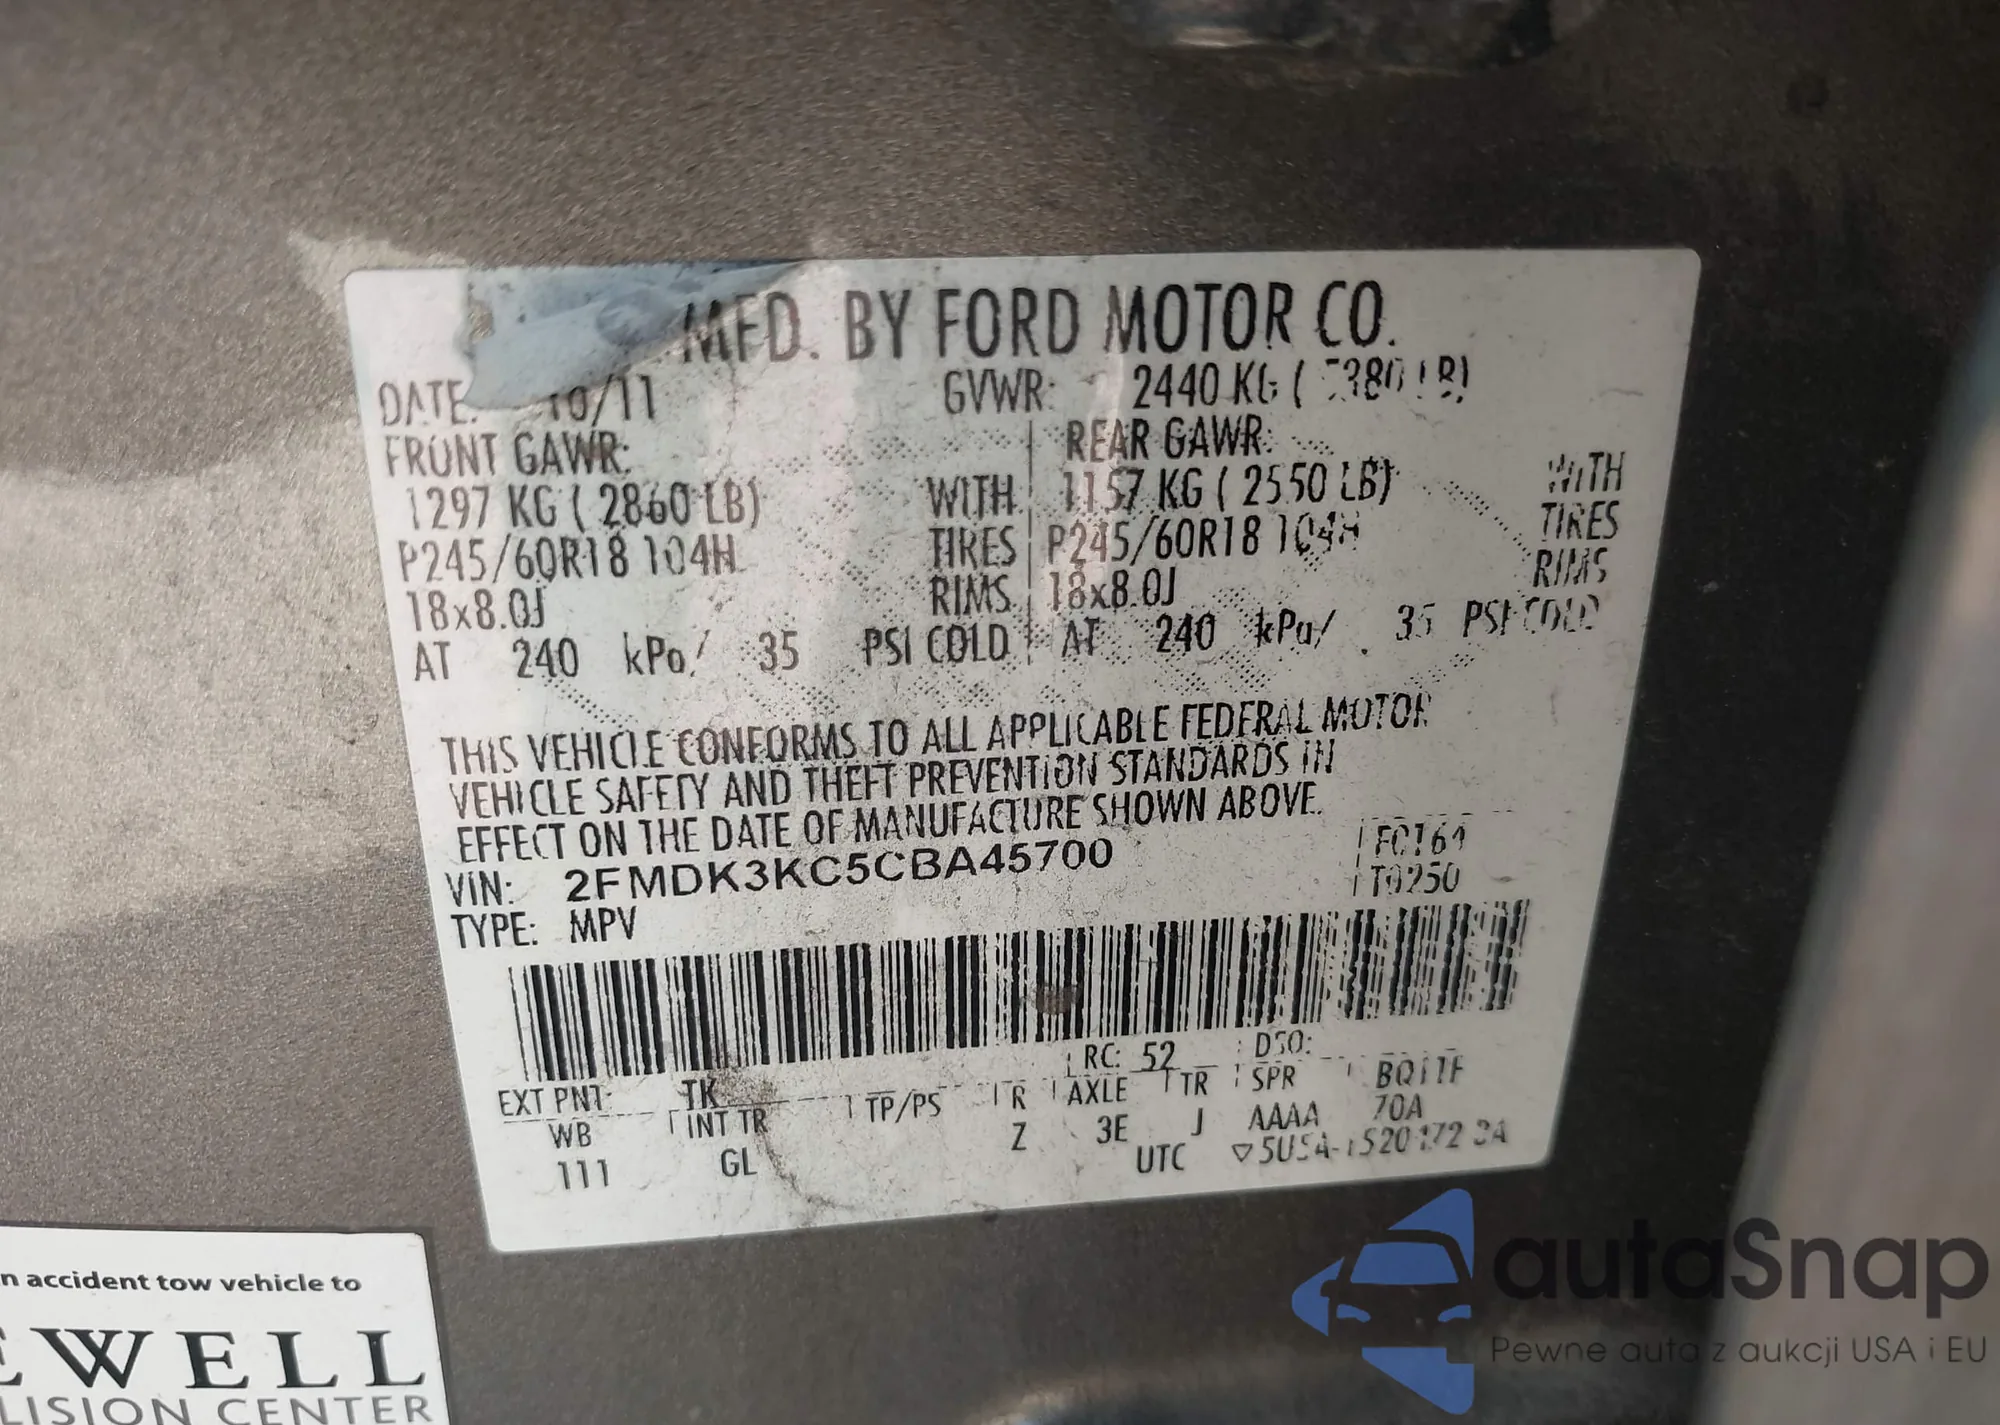 MFD. BY FORD MOTOR CO.
DATE: 10/11 GVWR: 2440 KG ( 5380 LB)
FRONT GAWR: REAR GAWR:
1297 KG ( 2860 LB) WITH 1157 KG ( 2550 LB) WITH
P245/60R18 104H TIRES P245/60R18 104H TIRES
18x8.0J RIMS 18x8.0J RIMS
AT 240 kPa/ 35 PSI COLD AT 240 kPa/ 35 PSI COLD
THIS VEHICLE CONFORMS TO ALL APPLICABLE FEDERAL MOTOR
VEHICLE SAFETY AND THEFT PREVENTION STANDARDS IN
EFFECT ON THE DATE OF MANUFACTURE SHOWN ABOVE.
VIN: 2FMDK3KC5CBA45700
TYPE: MPV
T0250
EXT PNT: TK RC: 52 DSO:
WB INT TR TP/PS R AXLE TR SPR
111 GL Z 3E J AAAA 70A
UTC
n accident tow vehicle to
EWELL
LISION CENTER
autaSnap
Pewne auta z aukcji USA i EU